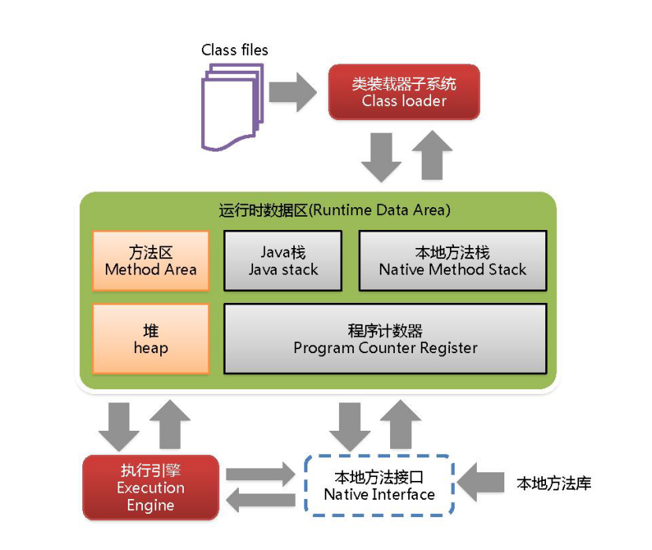 Class files
类装载器子系统
Class loader
运行时数据区(Runtime Data Area)
方法区
Method Area
Java栈
Java stack
本地方法栈
Native Method Stack
堆
heap
程序计数器
Program Counter Register
执行引擎
Execution
Engine
本地方法接口
Native Interface
本地方法库